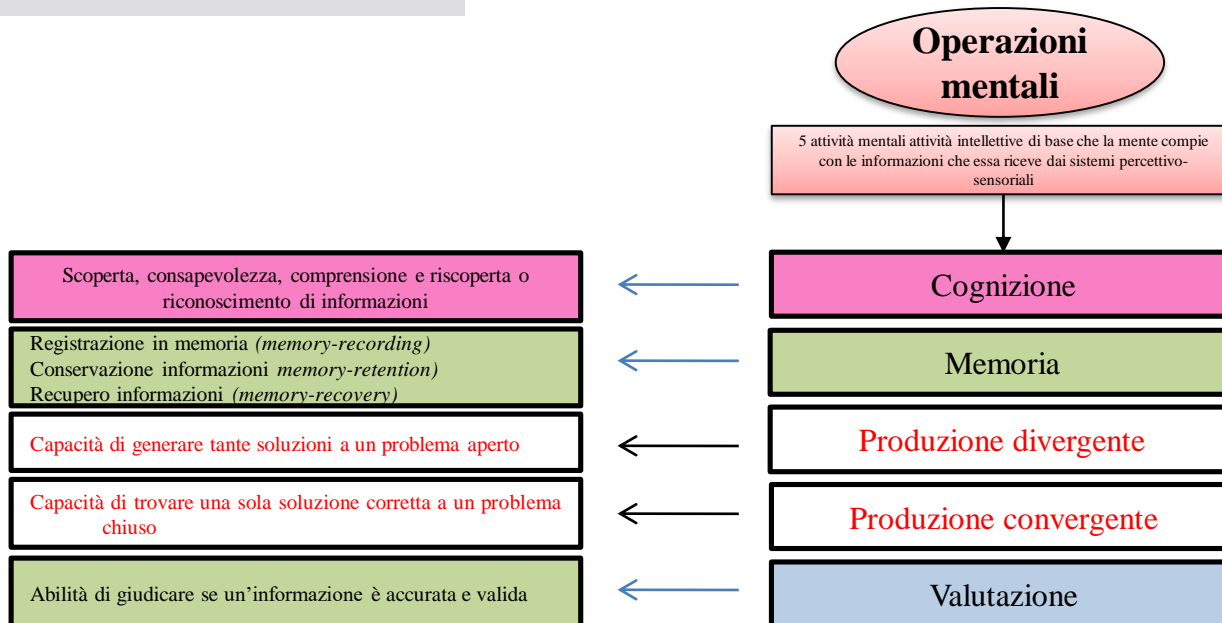 Operazioni
mentali
5 attività mentali attività intellettive di base che la mente compie
con le informazioni che essa riceve dai sistemi percettivo-
sensoriali
Scoperta, consapevolezza, comprensione e riscoperta o
riconoscimento di informazioni
Cognizione
Registrazione in memoria (memory-recording)
Conservazione informazioni memory-retention)
Recupero informazioni (memory-recovery)
Memoria
Capacità di generare tante soluzioni a un problema aperto
Produzione divergente
Capacità di trovare una sola soluzione corretta a un problema
chiuso
Produzione convergente
Abilità di giudicare se un’informazione è accurata e valida
Valutazione